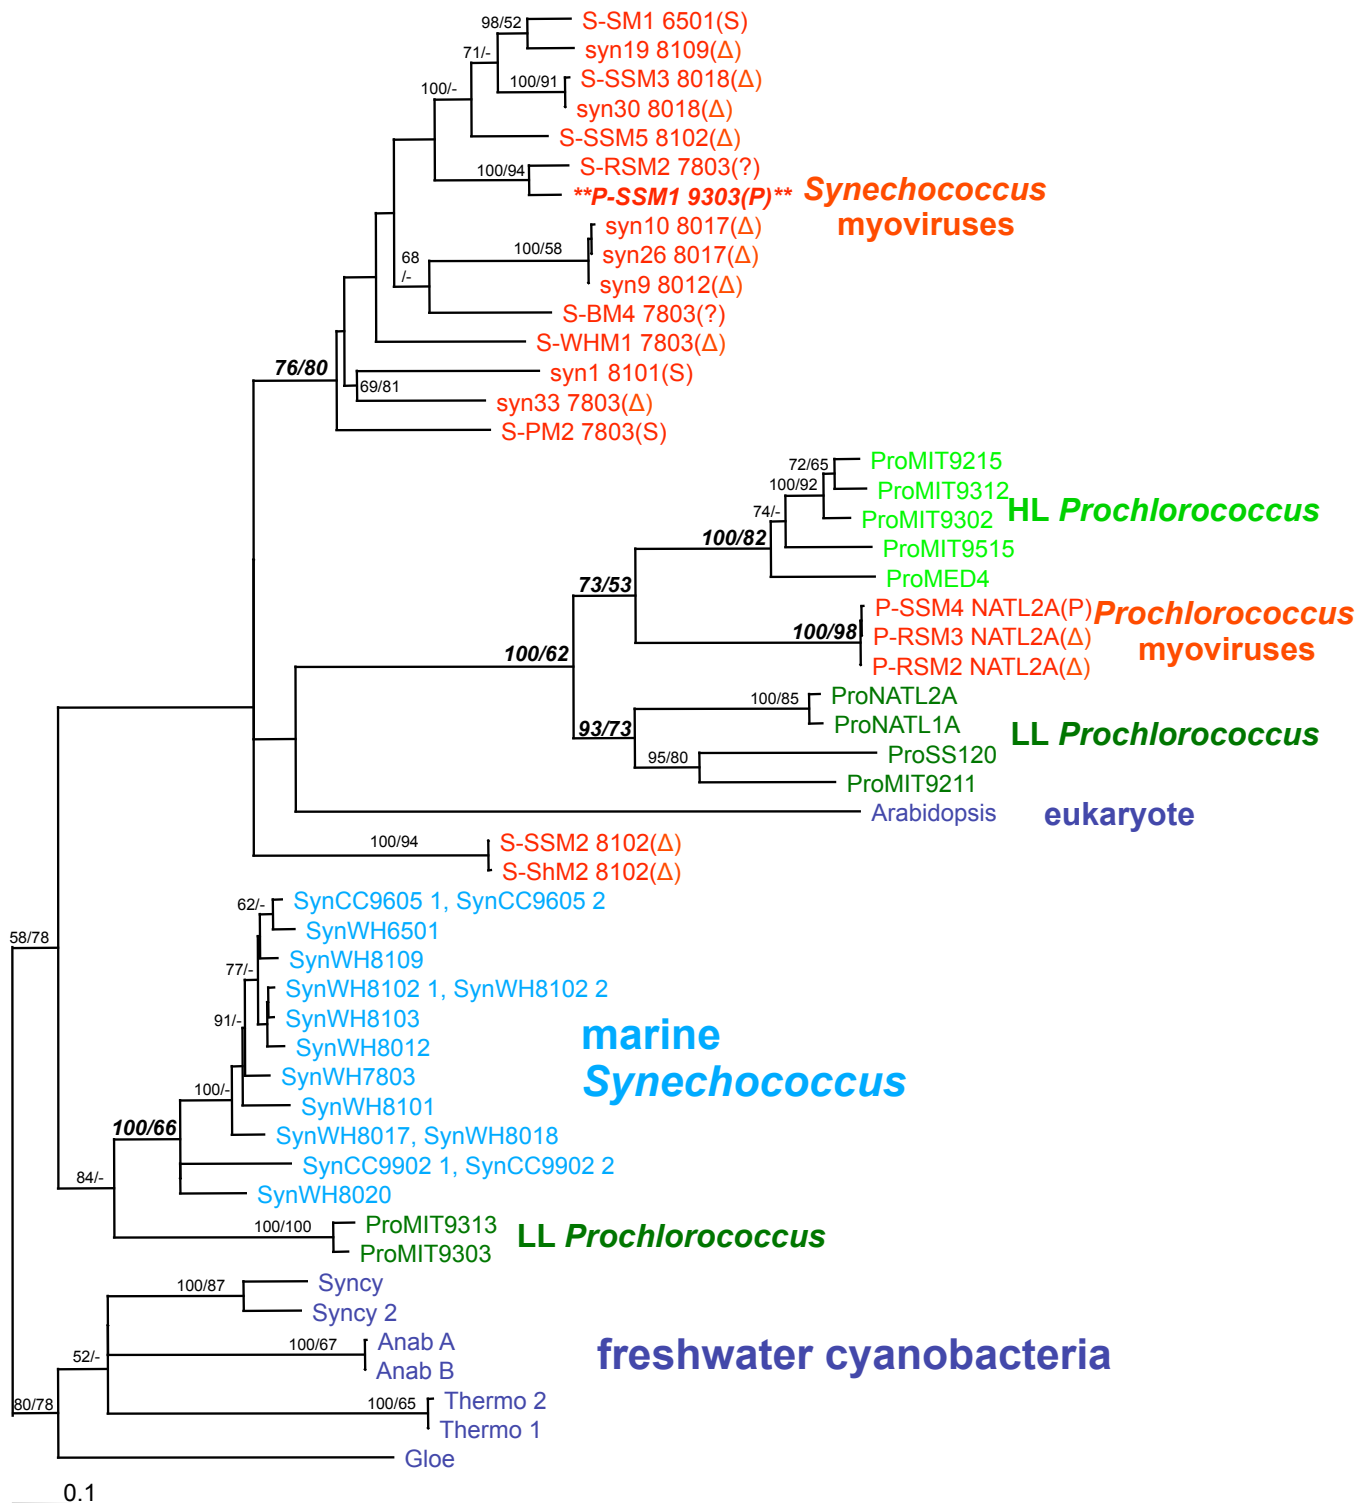 98/52
S-SM1 6501(S)
syn19 8109(Δ)
71/-
S-SSM3 8018(Δ)
100/91
100/-
syn30 8018(Δ)
S-SSM5 8102(Δ)
S-RSM2 7803(?)
100/94
**P-SSM1 9303(P)**
Synechococcus
myoviruses
syn10 8017(Δ)
100/58
syn26 8017(Δ)
68
/-
syn9 8012(Δ)
S-BM4 7803(?)
S-WHM1 7803(Δ)
76/80
syn1 8101(S)
69/81
syn33 7803(Δ)
S-PM2 7803(S)
ProMIT9215
72/65
100/92
ProMIT9312
74/-
ProMIT9302
HL Prochlorococcus
100/82
ProMIT9515
ProMED4
73/53
P-SSM4 NATL2A(P)
Prochlorococcus
myoviruses
100/98
P-RSM3 NATL2A(Δ)
100/62
P-RSM2 NATL2A(Δ)
100/85
ProNATL2A
93/73
ProNATL1A
LL Prochlorococcus
95/80
ProSS120
ProMIT9211
Arabidopsis
eukaryote
100/94
S-SSM2 8102(Δ)
S-ShM2 8102(Δ)
62/-
SynCC9605 1, SynCC9605 2
58/78
SynWH6501
SynWH8109
77/-
SynWH8102 1, SynWH8102 2
91/-
SynWH8103
SynWH8012
marine
Synechococcus
SynWH7803
100/-
SynWH8101
100/66
SynWH8017, SynWH8018
84/-
SynCC9902 1, SynCC9902 2
SynWH8020
100/100
ProMIT9313
ProMIT9303
LL Prochlorococcus
100/87
Syncy
Syncy 2
100/67
Anab A
52/-
Anab B
freshwater cyanobacteria
80/78
100/65
Thermo 2
Thermo 1
Gloe
0.1